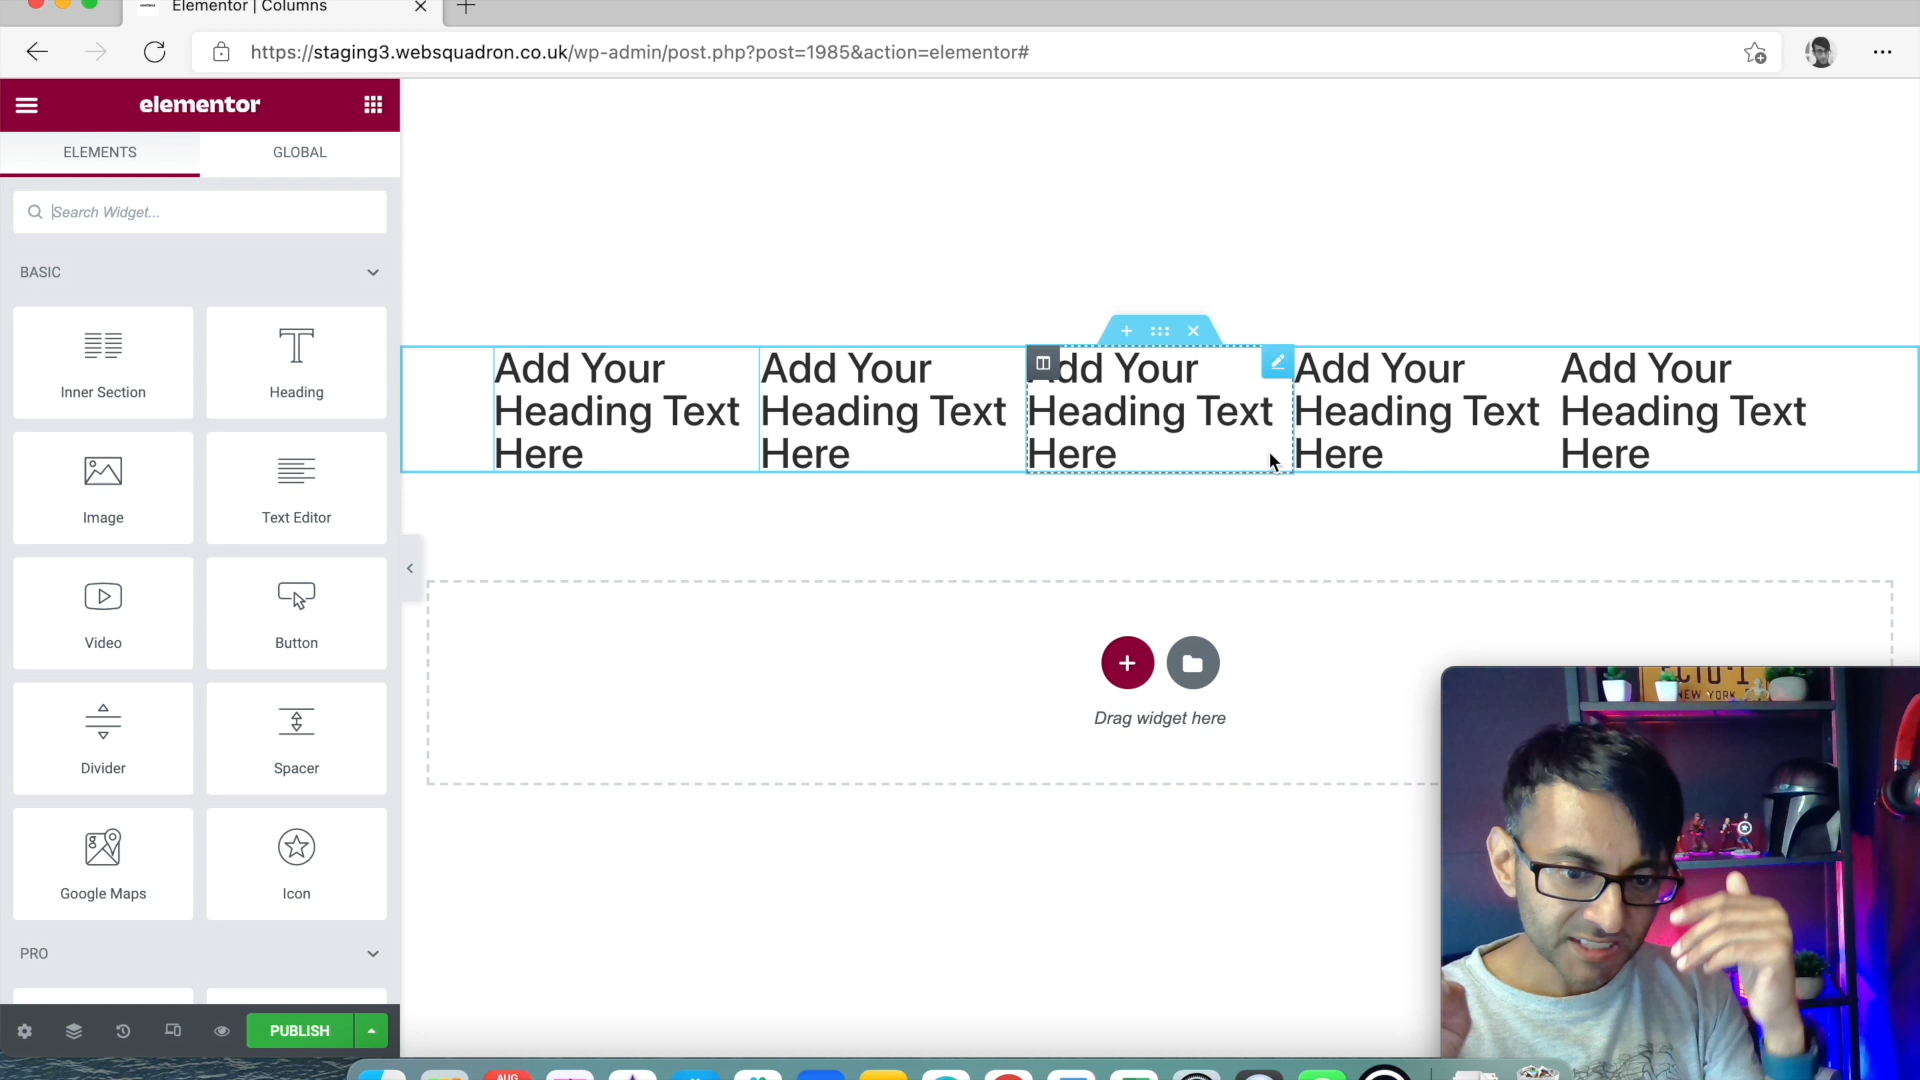 Elementor | Columns
https://staging3.websquadron.co.uk/wp-admin/post.php?post=1985&action=elementor#
elementor
ELEMENTS
GLOBAL
Search Widget...
BASIC
Inner Section
Heading
Image
Text Editor
Video
Button
Divider
Spacer
Google Maps
Icon
PRO
PUBLISH
Add Your
Heading Text
Here
Add Your
Heading Text
Here
Add Your
Heading Text
Here
Add Your
Heading Text
Here
Add Your
Heading Text
Here
Drag widget here
NEW YORK
AUG